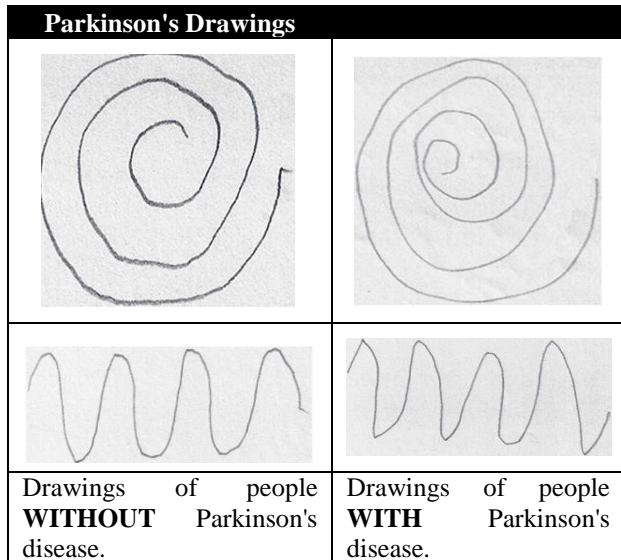 Parkinson's Drawings
Drawings of people
WITHOUT Parkinson's
disease.
Drawings of people
WITH Parkinson's
disease.